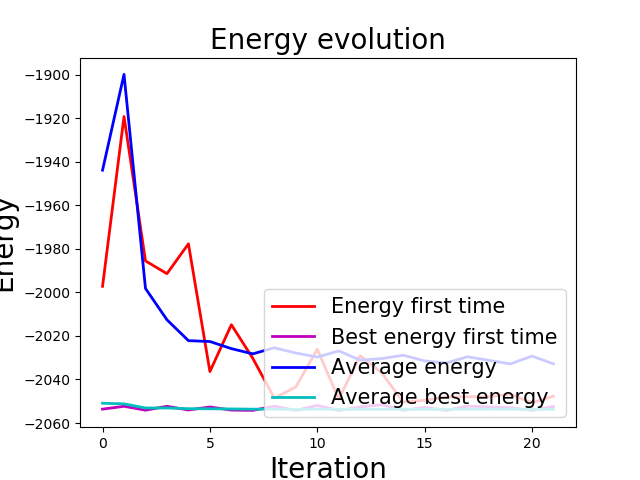 Energy evolution
Energy
−1900
−1920
−1940
−1960
−1980
−2000
−2020
−2040
−2060
Energy first time
Best energy first time
Average energy
Average best energy
0
5
10
15
20
Iteration